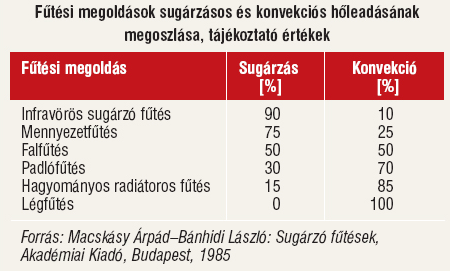 Fűtési megoldások sugárzásos és konvekciós hőleadásának
megoszlása, tájékoztató értékek
Fűtési megoldás Sugárzás Konvekció
[%] [%]
Infravörös sugárzó fűtés 90 10
Mennyezetfűtés 75 25
Falfűtés 50 50
Padlófűtés 30 70
Hagyományos radiátoros fűtés 15 85
Légfűtés 0 100
Forrás: Macskásy Árpád–Bánhidi László: Sugárzó fűtések,
Akadémiai Kiadó, Budapest, 1985